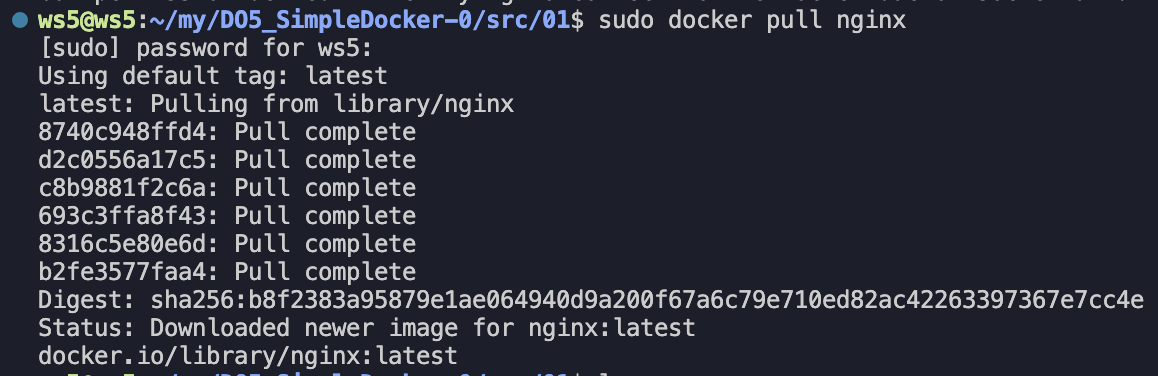 ws5@ws5:~/my/DO5_SimpleDocker-0/src/01$ sudo docker pull nginx
[sudo] password for ws5:
Using default tag: latest
latest: Pulling from library/nginx
8740c948ffd4: Pull complete
d2c0556a17c5: Pull complete
c8b9881f2c6a: Pull complete
693c3ffa8f43: Pull complete
8316c5e80e6d: Pull complete
b2fe3577faa4: Pull complete
Digest: sha256:b8f2383a95879e1ae064940d9a200f67a6c79e710ed82ac42263397367e7cc4e
Status: Downloaded newer image for nginx:latest
docker.io/library/nginx:latest